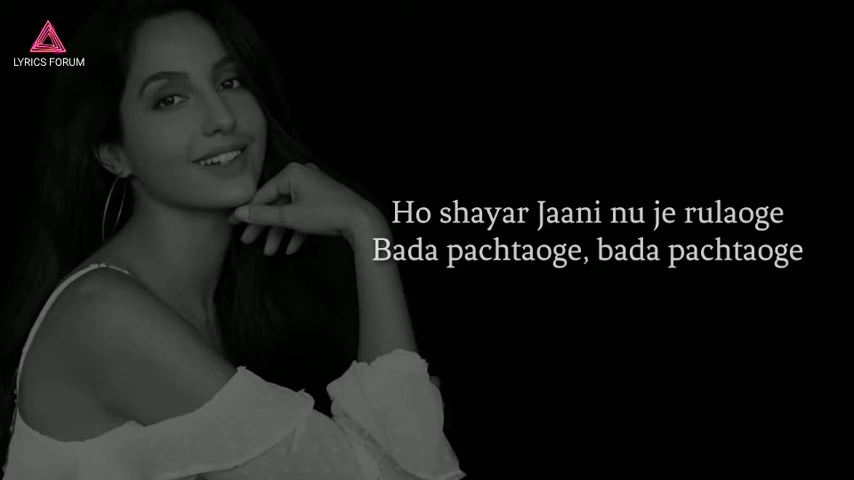 LYRICS FORUM
Ho shayar Jaani nu je rulaoge
Bada pachtaoge, bada pachtaoge